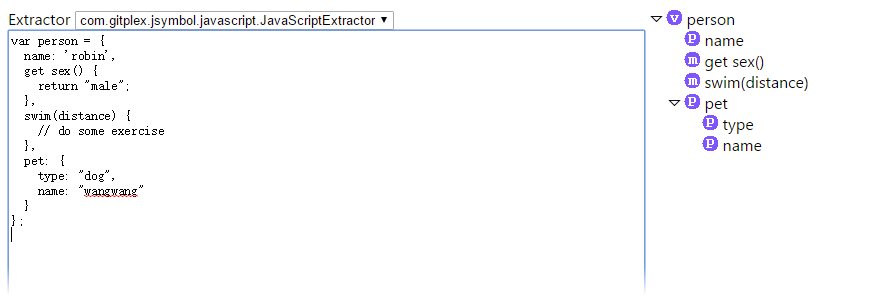 Extractor com.gitplex.jsymbol.javascript.JavaScriptExtractor ▼
var person = {
  name: 'robin',
  get sex() {
    return "male";
  },
  swim(distance) {
    // do some exercise
  },
  pet: {
    type: "dog",
    name: "wangwang"
  }
};
v person
P name
m get sex()
m swim(distance)
P pet
P type
P name